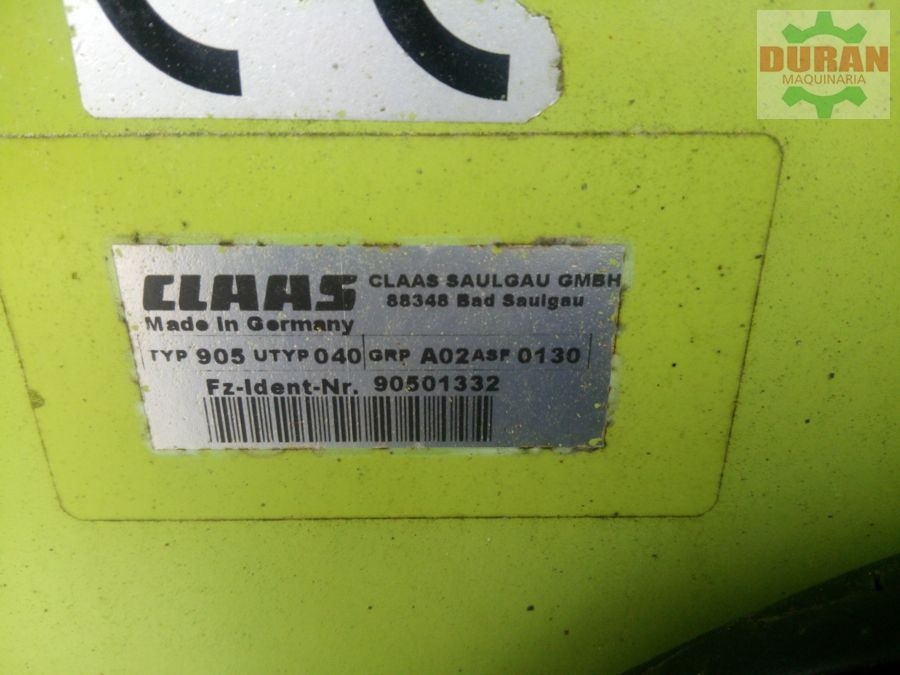 DURAN
MAQUINARIA
CLAAS
CLAAS SAULGAU GMBH
88348 Bad Saulgau
Made In Germany
TYP 905 UTYP 040 GRP A02 ASF 0130
Fz-Ident-Nr. 90501332